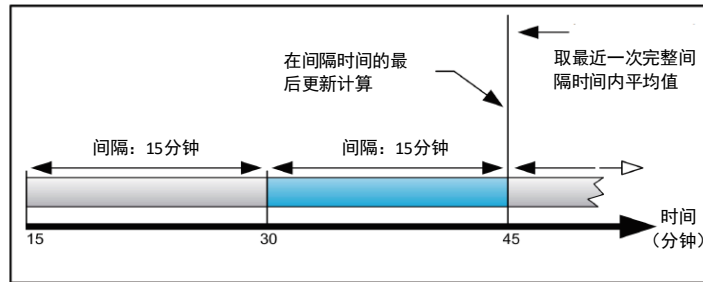 在间隔时间的最
后更新计算
取最近一次完整间
隔时间内平均值
间隔：15分钟
间隔：15分钟
15
30
45
时间
（分钟）